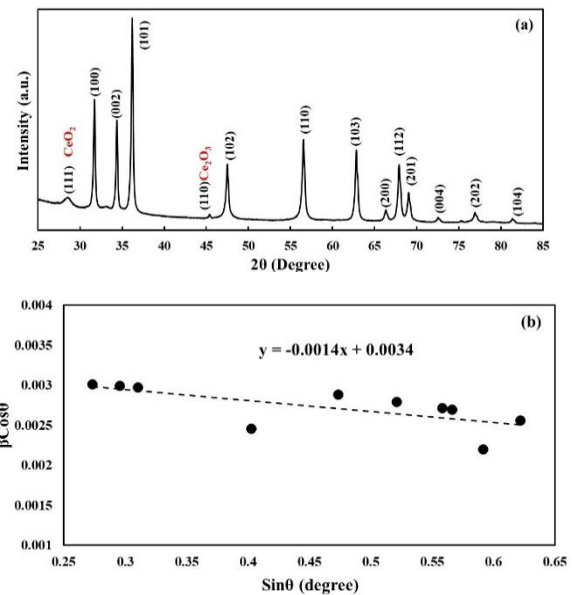 (a)
Intensity (a.u.)
(111) CeO₂
(100)
(002)
(101)
(110)Ce₂O₃
(102)
(110)
(103)
(200)
(112)
(201)
(004)
(202)
(104)
25 30 35 40 45 50 55 60 65 70 75 80 85
2θ (Degree)
(b)
y = -0.0014x + 0.0034
βCosθ
0.004
0.0035
0.003
0.0025
0.002
0.0015
0.001
0.25 0.3 0.35 0.4 0.45 0.5 0.55 0.6 0.65
Sinθ (degree)